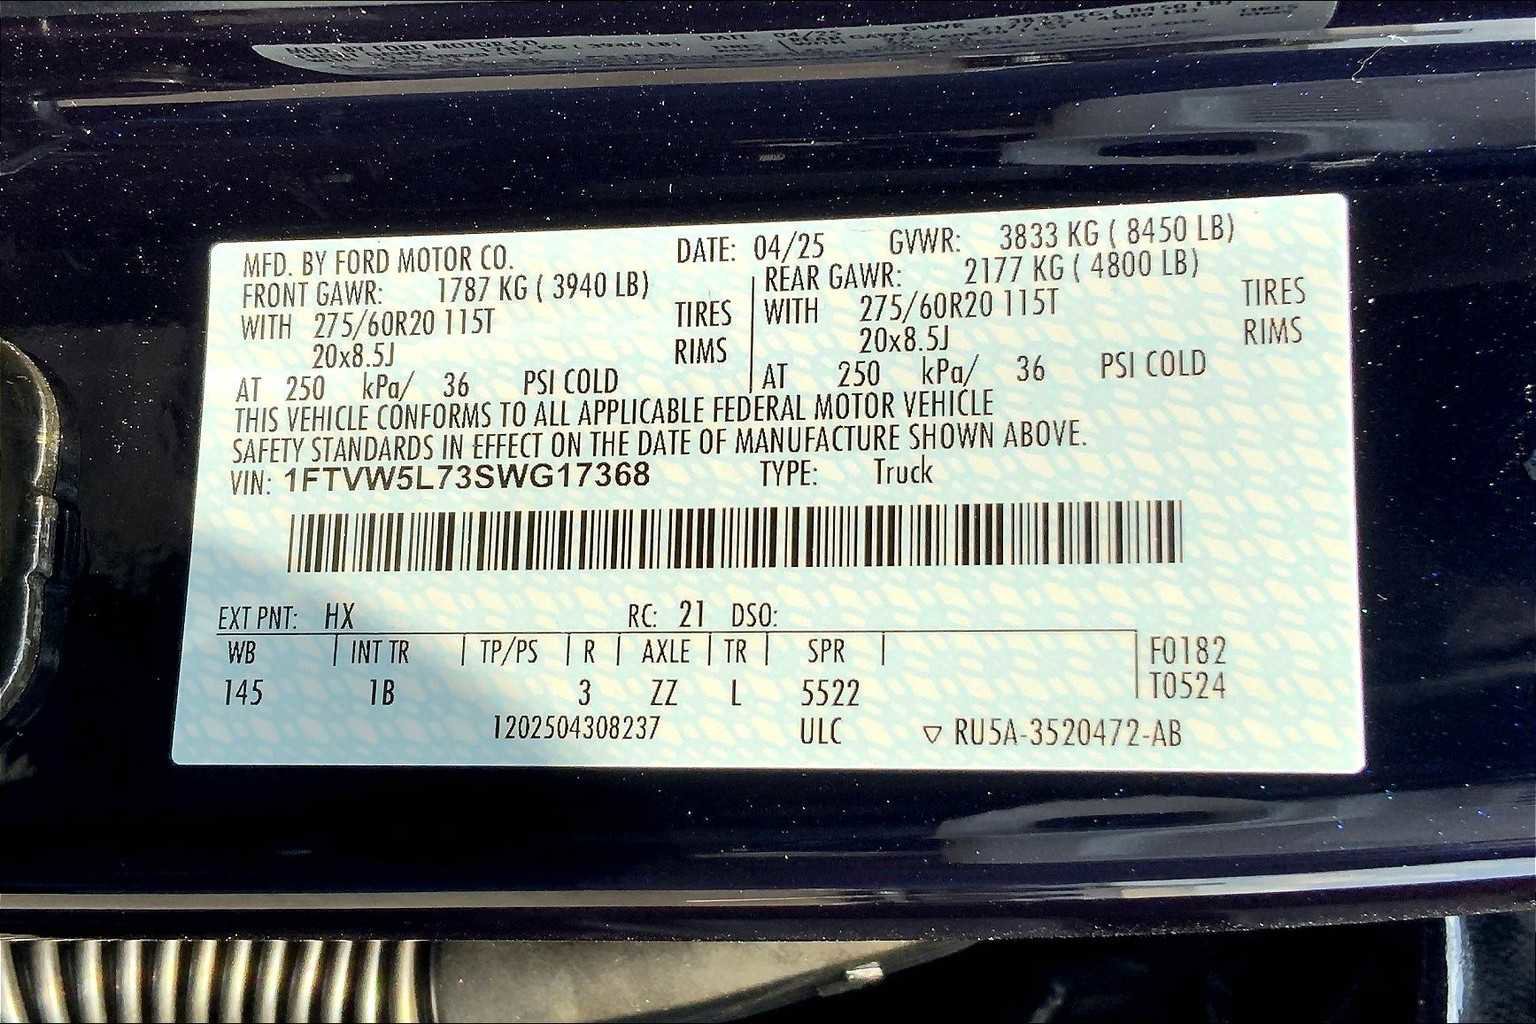 MFD. BY FORD MOTOR CO. DATE: 04/25 GVWR: 3833 KG ( 8450 LB)
FRONT GAWR: 1787 KG ( 3940 LB) REAR GAWR: 2177 KG ( 4800 LB)
WITH 275/60R20 115T TIRES WITH 275/60R20 115T TIRES
20x8.5J RIMS 20x8.5J RIMS
AT 250 kPa/ 36 PSI COLD AT 250 kPa/ 36 PSI COLD
THIS VEHICLE CONFORMS TO ALL APPLICABLE FEDERAL MOTOR VEHICLE
SAFETY STANDARDS IN EFFECT ON THE DATE OF MANUFACTURE SHOWN ABOVE.
VIN: 1FTVW5L73SWG17368 TYPE: Truck
EXT PNT: HX RC: 21 DSO:
WB INT TR TP/PS R AXLE TR SPR F0182
145 1B 3 ZZ L 5522 T0524
1202504308237 ULC ▽ RU5A-3520472-AB